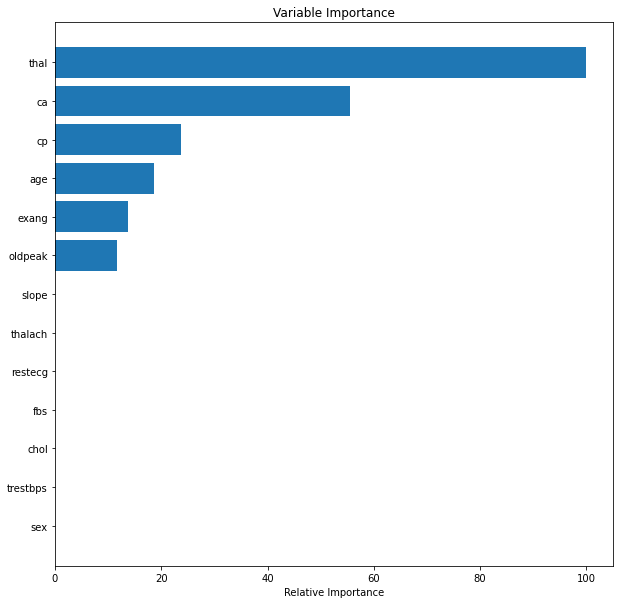 Variable Importance
thal
ca
cp
age
exang
oldpeak
slope
thalach
restecg
fbs
chol
trestbps
sex
0 20 40 60 80 100
Relative Importance